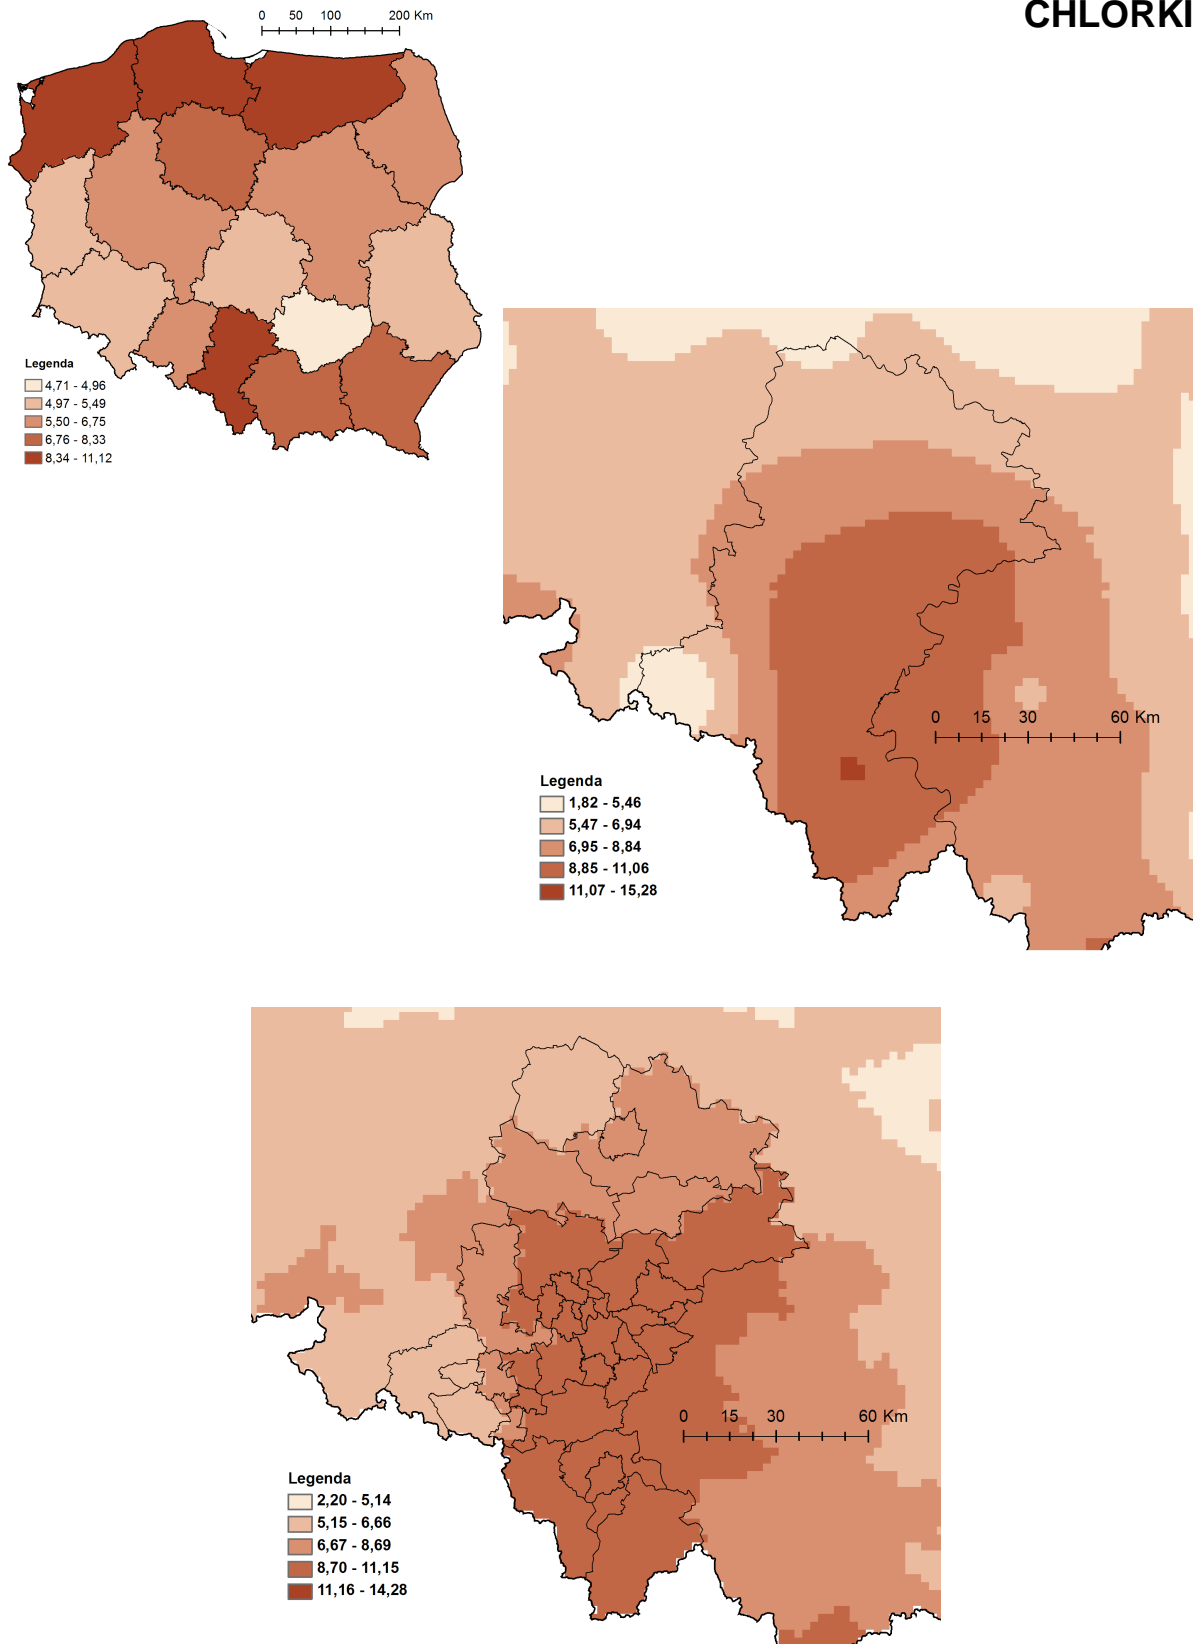 CHLORKI
0 50 100 200 Km
Legenda
4,71 - 4,96
4,97 - 5,49
5,50 - 6,75
6,76 - 8,33
8,34 - 11,12
0 15 30 60 Km
Legenda
1,82 - 5,46
5,47 - 6,94
6,95 - 8,84
8,85 - 11,06
11,07 - 15,28
0 15 30 60 Km
Legenda
2,20 - 5,14
5,15 - 6,66
6,67 - 8,69
8,70 - 11,15
11,16 - 14,28